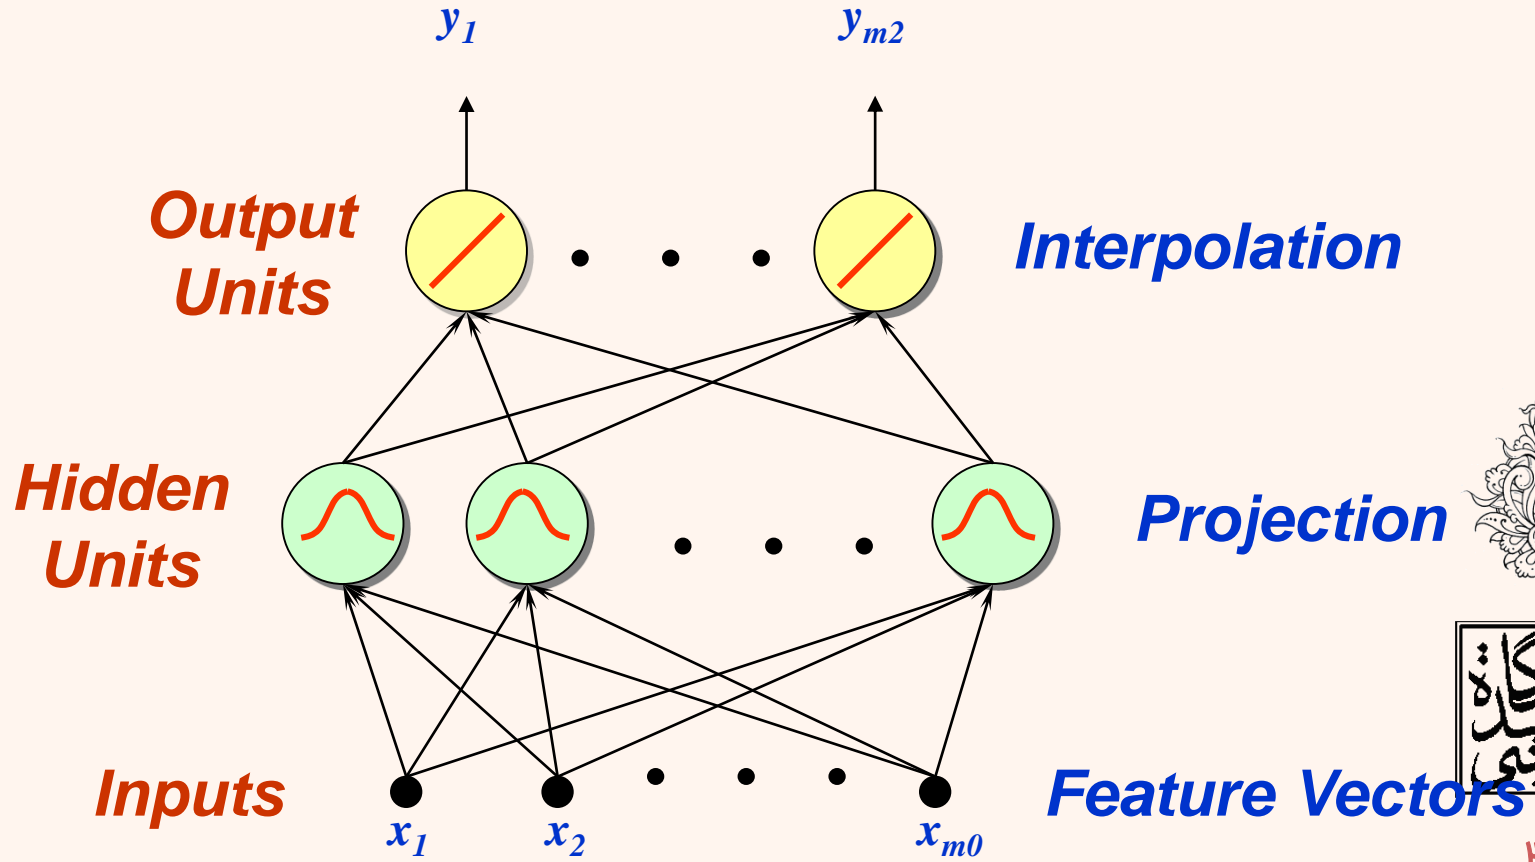 y1 ym2
Output
Units
Interpolation
Hidden
Units
Projection
Inputs
Feature Vectors
x1 x2 xm0